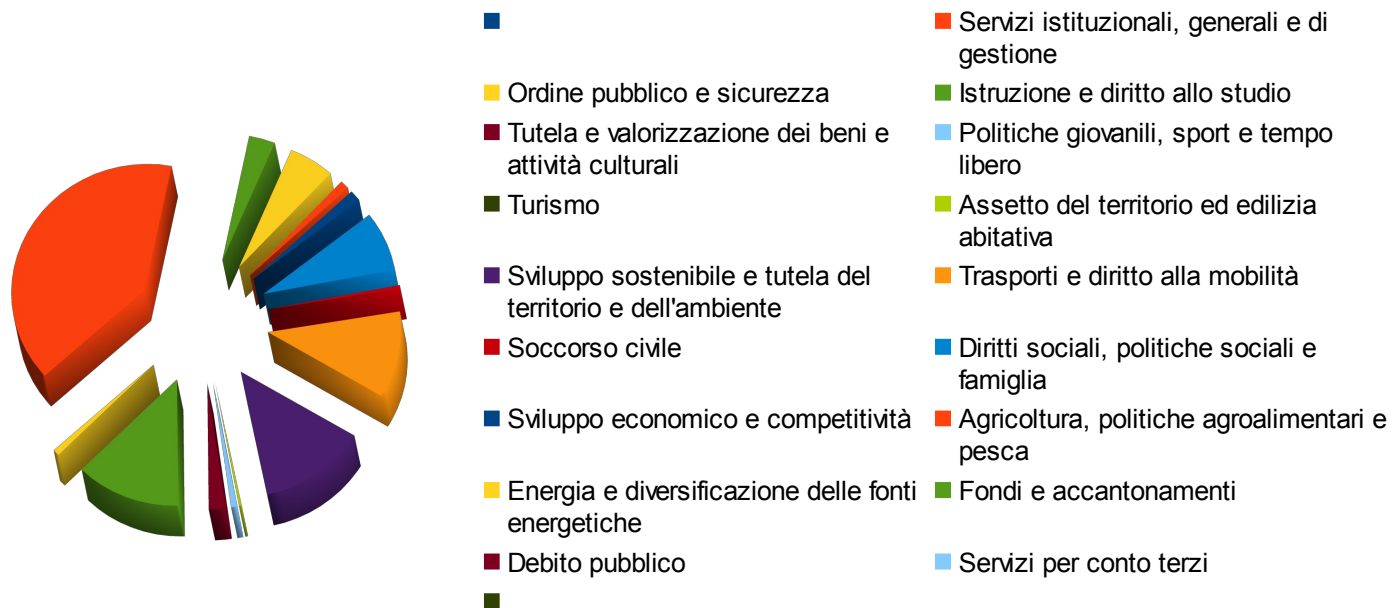 Servizi istituzionali, generali e di
gestione
Ordine pubblico e sicurezza
Istruzione e diritto allo studio
Tutela e valorizzazione dei beni e
attività culturali
Politiche giovanili, sport e tempo
libero
Turismo
Assetto del territorio ed edilizia
abitativa
Sviluppo sostenibile e tutela del
territorio e dell'ambiente
Trasporti e diritto alla mobilità
Soccorso civile
Diritti sociali, politiche sociali e
famiglia
Sviluppo economico e competitività
Agricoltura, politiche agroalimentari e
pesca
Energia e diversificazione delle fonti
energetiche
Fondi e accantonamenti
Debito pubblico
Servizi per conto terzi